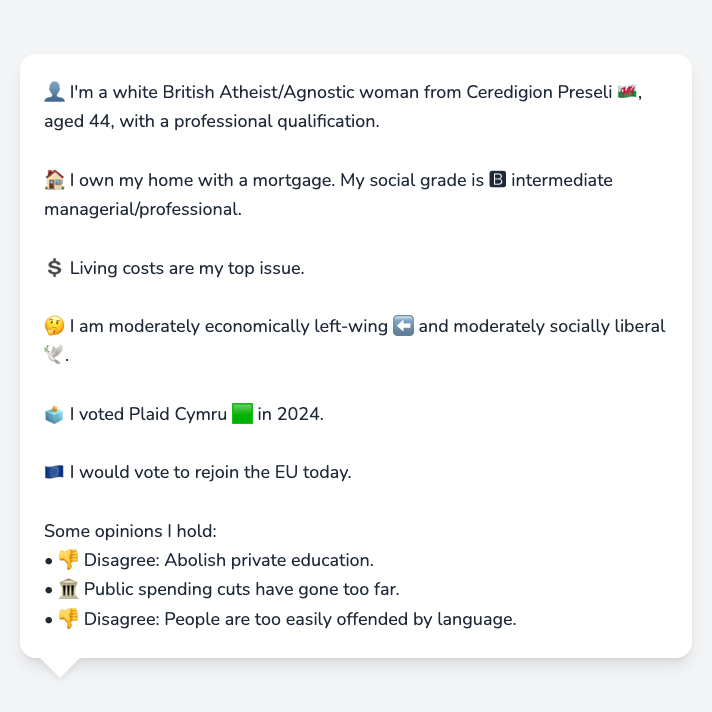 👤 I'm a white British Atheist/Agnostic woman from Ceredigion Preseli 🏴󠁧󠁢󠁷󠁬󠁳󠁿,
aged 44, with a professional qualification.
🏠 I own my home with a mortgage. My social grade is 🅱 intermediate
managerial/professional.
💲 Living costs are my top issue.
🤔 I am moderately economically left-wing ⬅️ and moderately socially liberal
🕊️.
🗳️ I voted Plaid Cymru 🟩 in 2024.
🇪🇺 I would vote to rejoin the EU today.
Some opinions I hold:
• 👎 Disagree: Abolish private education.
• 🏛️ Public spending cuts have gone too far.
• 👎 Disagree: People are too easily offended by language.